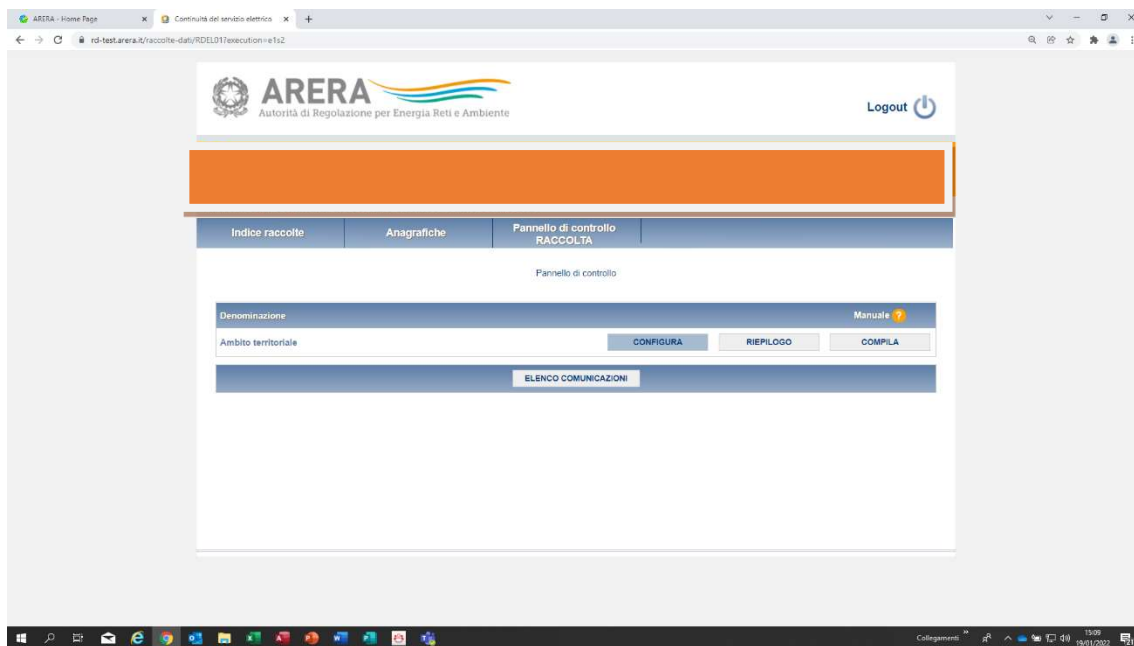 ARERA - Home Page
Continuità del servizio elettrico
rd-test.arera.it/raccolte-dati/RDEL01?execution=e1s2
ARERA
Autorità di Regolazione per Energia Reti e Ambiente
Logout
Indice raccolte
Anagrafiche
Pannello di controllo
RACCOLTA
Pannello di controllo
Denominazione
Manuale ?
Ambito territoriale
CONFIGURA
RIEPILOGO
COMPILA
ELENCO COMUNICAZIONI
Collegamenti
15:09
19/01/2022